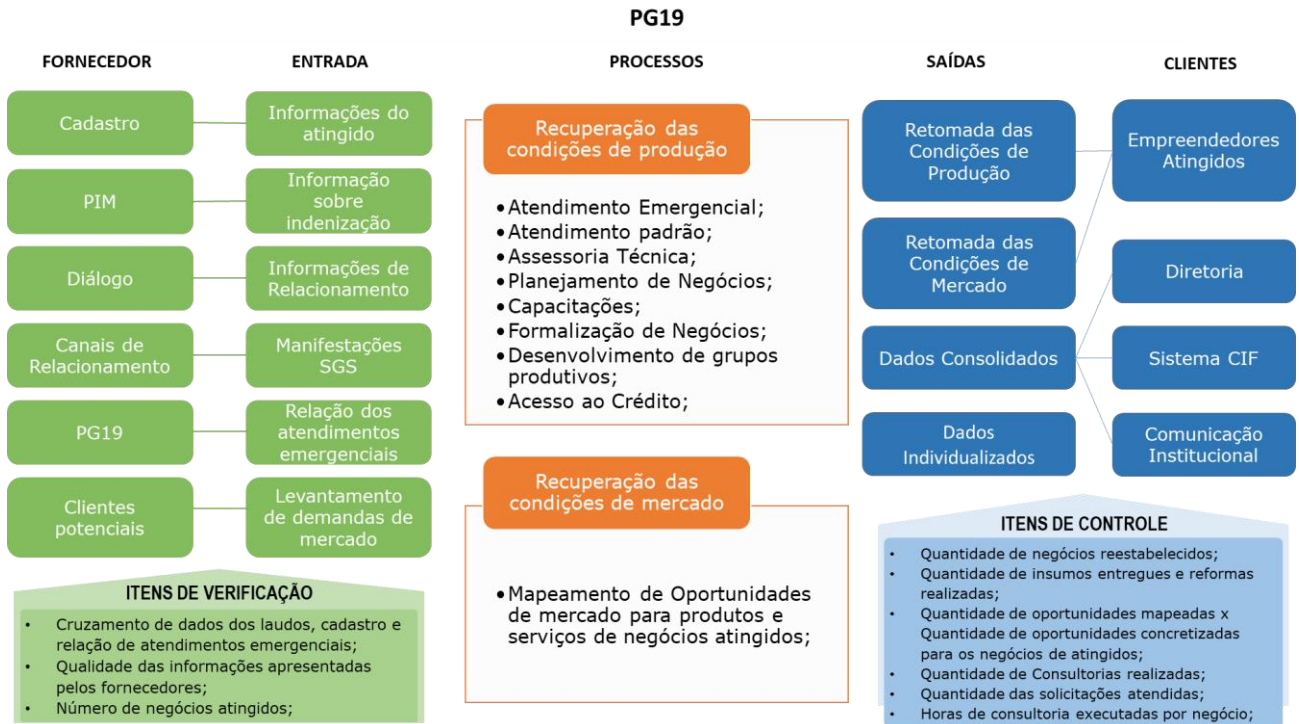 PG19
FORNECEDOR
ENTRADA
PROCESSOS
SAÍDAS
CLIENTES
Cadastro
Informações do
atingido
PIM
Informação
sobre
indenização
Diálogo
Informações de
Relacionamento
Canais de
Relacionamento
Manifestações
SGS
PG19
Relação dos
atendimentos
emergenciais
Clientes
potenciais
Levantamento
de demandas de
mercado
ITENS DE VERIFICAÇÃO
• Cruzamento de dados dos laudos, cadastro e
relação de atendimentos emergenciais;
• Qualidade das informações apresentadas
pelos fornecedores;
• Número de negócios atingidos;
Recuperação das
condições de produção
•Atendimento Emergencial;
•Atendimento padrão;
•Assessoria Técnica;
•Planejamento de Negócios;
•Capacitações;
•Formalização de Negócios;
•Desenvolvimento de grupos
produtivos;
•Acesso ao Crédito;
Recuperação das
condições de mercado
•Mapeamento de Oportunidades
de mercado para produtos e
serviços de negócios atingidos;
Retomada das
Condições de
Produção
Retomada das
Condições de
Mercado
Dados Consolidados
Dados
Individualizados
Empreendedores
Atingidos
Diretoria
Sistema CIF
Comunicação
Institucional
ITENS DE CONTROLE
• Quantidade de negócios reestabelecidos;
• Quantidade de insumos entregues e reformas
realizadas;
• Quantidade de oportunidades mapeadas x
Quantidade de oportunidades concretizadas
para os negócios de atingidos;
• Quantidade de Consultorias realizadas;
• Quantidade das solicitações atendidas;
• Horas de consultoria executadas por negócio;